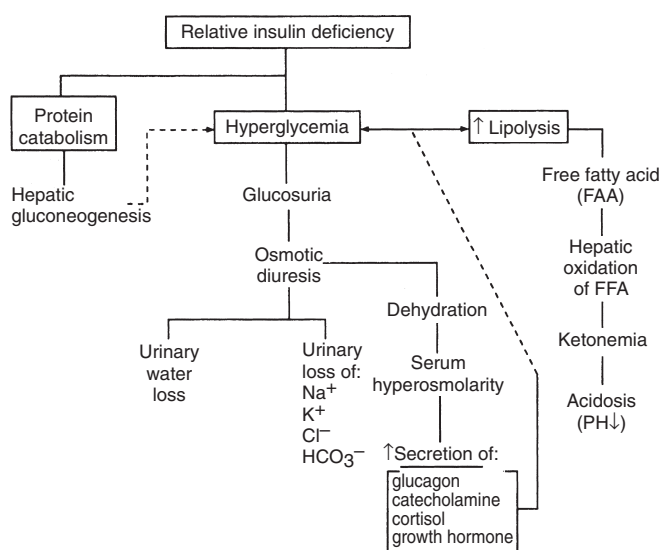 Relative insulin deficiency
Protein
catabolism
Hyperglycemia
↑ Lipolysis
Hepatic
gluconeogenesis
Glucosuria
Free fatty acid
(FAA)
Osmotic
diuresis
Hepatic
oxidation
of FFA
Dehydration
Urinary
water
loss
Urinary
loss of:
Na⁺
K⁺
Cl⁻
HCO₃⁻
Serum
hyperosmolarity
Ketonemia
Acidosis
(PH↓)
↑Secretion of:
glucagon
catecholamine
cortisol
growth hormone